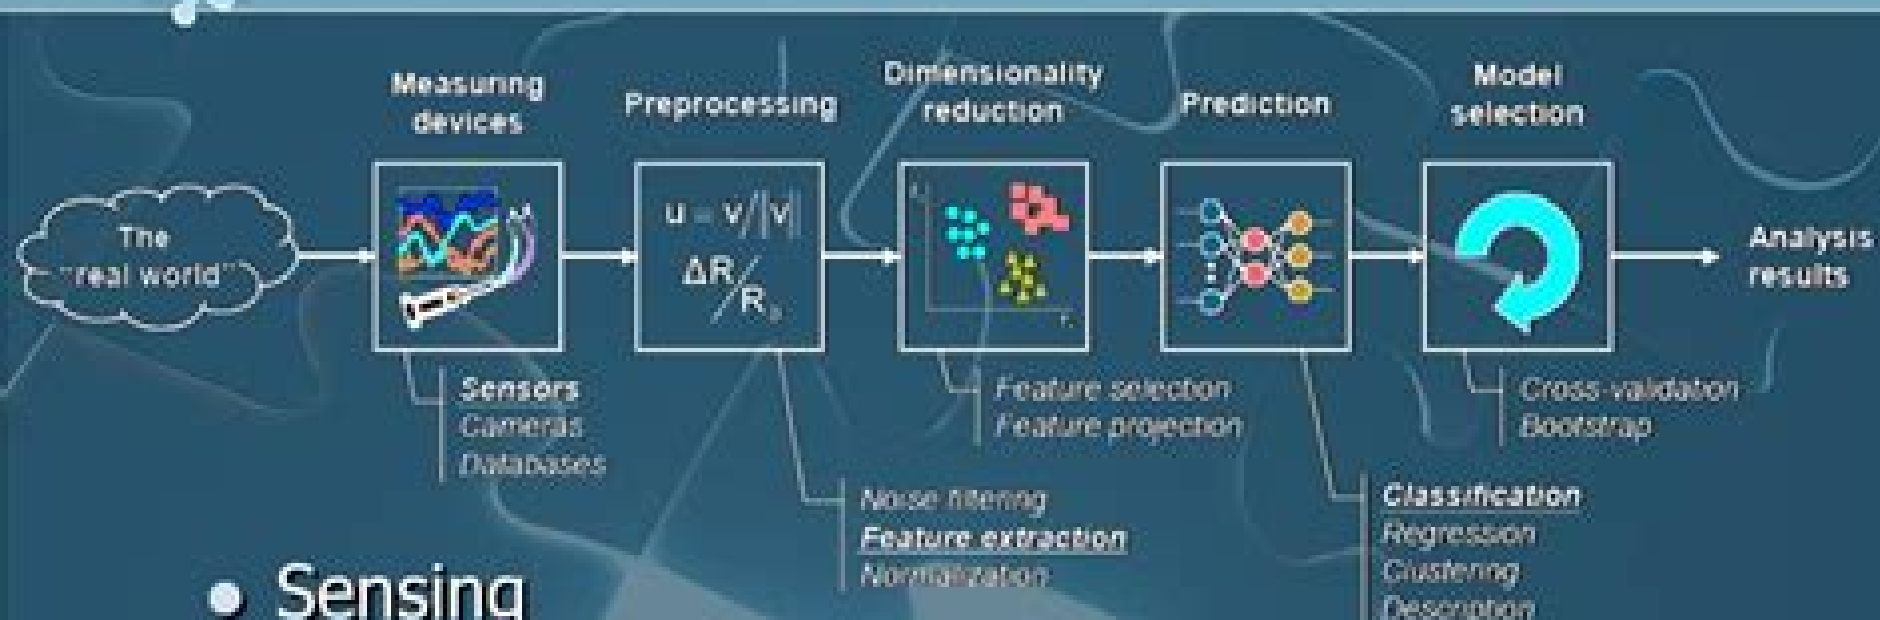 Measuring
devices
Preprocessing
Dimensionality
reduction
Prediction
Model
selection
The
"real world"
u = v/||v||
ΔR/R₀
Analysis
results
Sensors
Cameras
Databases
Noise filtering
Feature extraction
Normalization
Feature selection
Feature projection
Classification
Regression
Clustering
Description
Cross-validation
Bootstrap
• Sensing